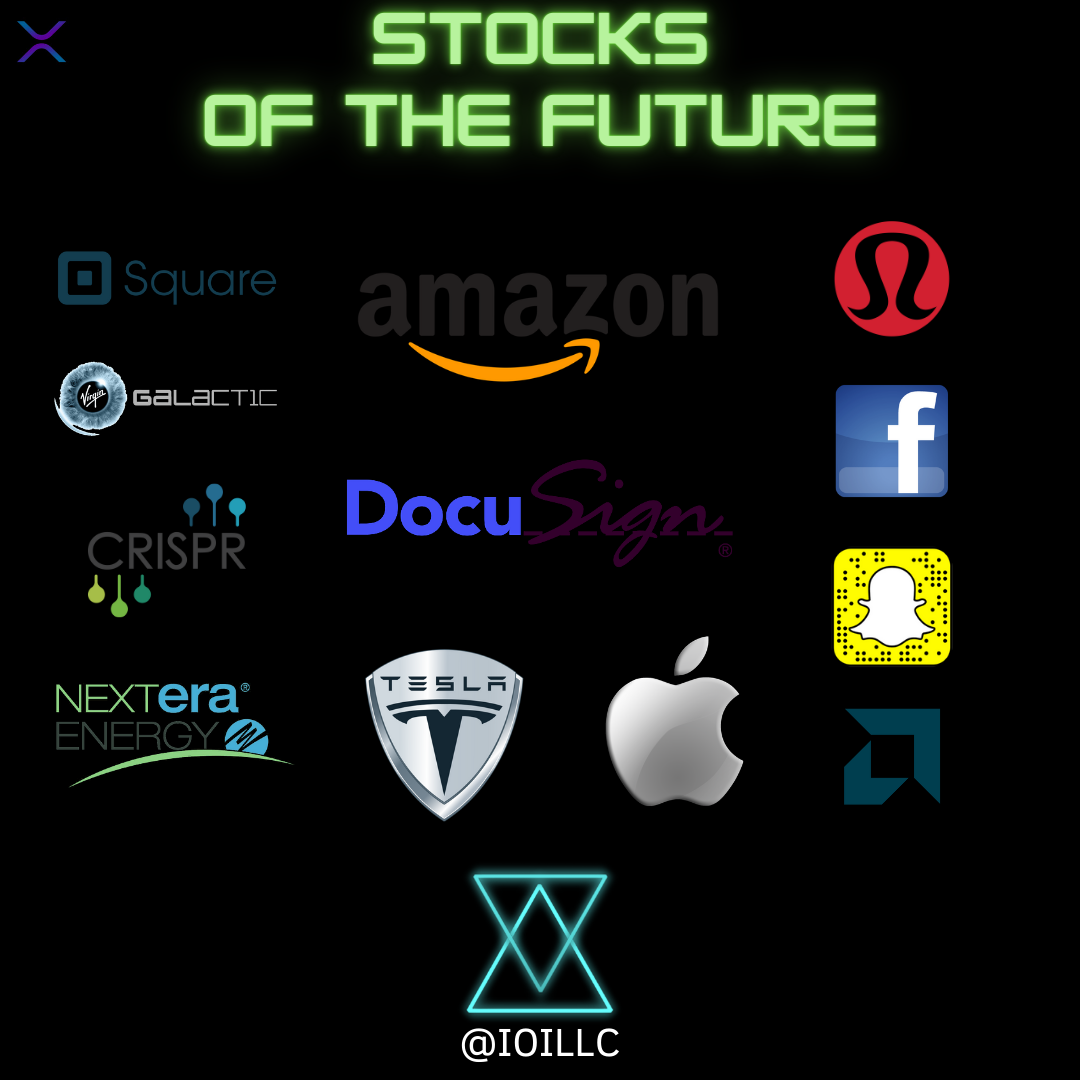 STOCKS
OF THE FUTURE
Square
amazon
Virgin GALACTIC
f
DocuSign®
CRISPR
NEXTera®
ENERGY
TESLA
@IOILLC